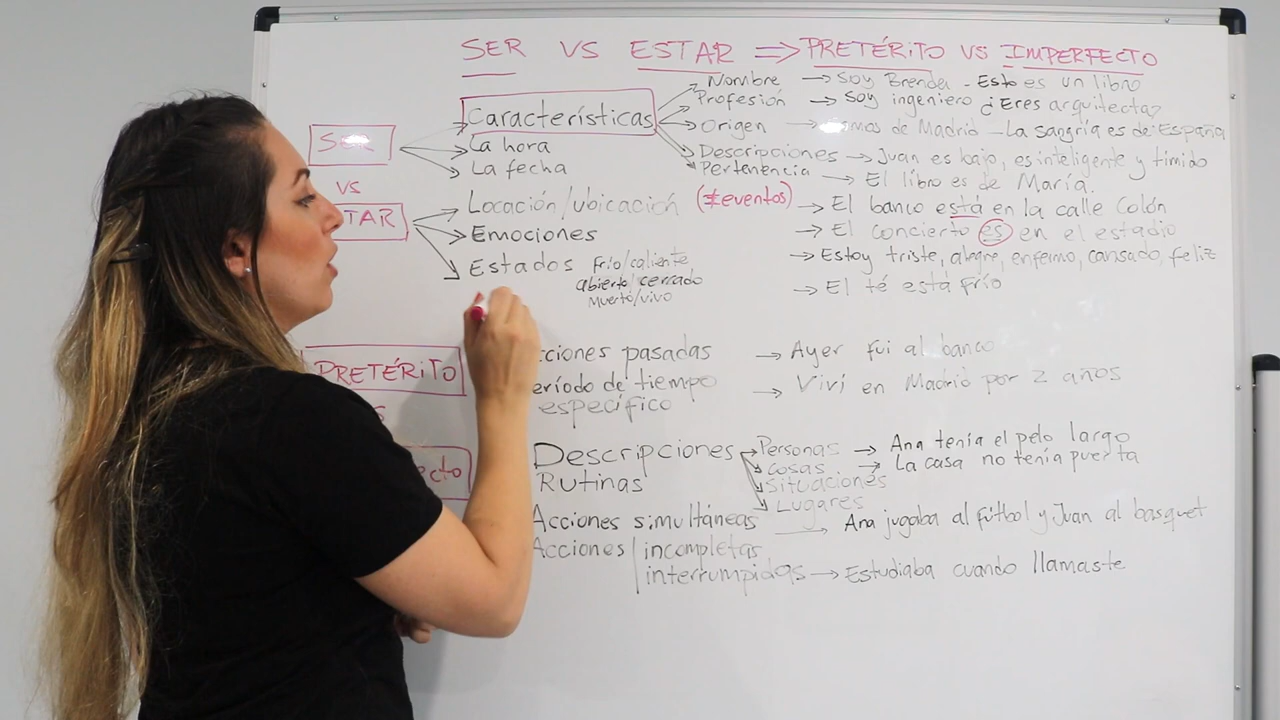 SER VS ESTAR ⇒ PRETÉRITO VS IMPERFECTO
Nombre → Soy Brenda - Esto es un libro
Profesión → Soy ingeniero ¿Eres arquitecta?
Características
Origen → de Madrid - La sangría es de España
SER
La hora
Descripciones → Juan es bajo, es inteligente y tímido
La fecha
Pertenencia → El libro es de María.
VS
TAR
Locación/ubicación (≠eventos) → El banco está en la calle Colón
Emociones → El concierto es en el estadio
Estados frío/caliente → Estoy triste, alegre, enfermo, cansado, feliz
abierto/cerrado → El té está frío
Muerto/vivo
PRETÉRITO
cciones pasadas → Ayer fui al banco
eríodo de tiempo → Viví en Madrid por 2 años
específico
S
ecto
Descripciones → Personas → Ana tenía el pelo largo
Cosas → La casa no tenía puerta
Rutinas
Situaciones
Lugares
Acciones simultáneas → Ana jugaba al fútbol y Juan al basquet
Acciones incompletas
interrumpidas → Estudiaba cuando llamaste